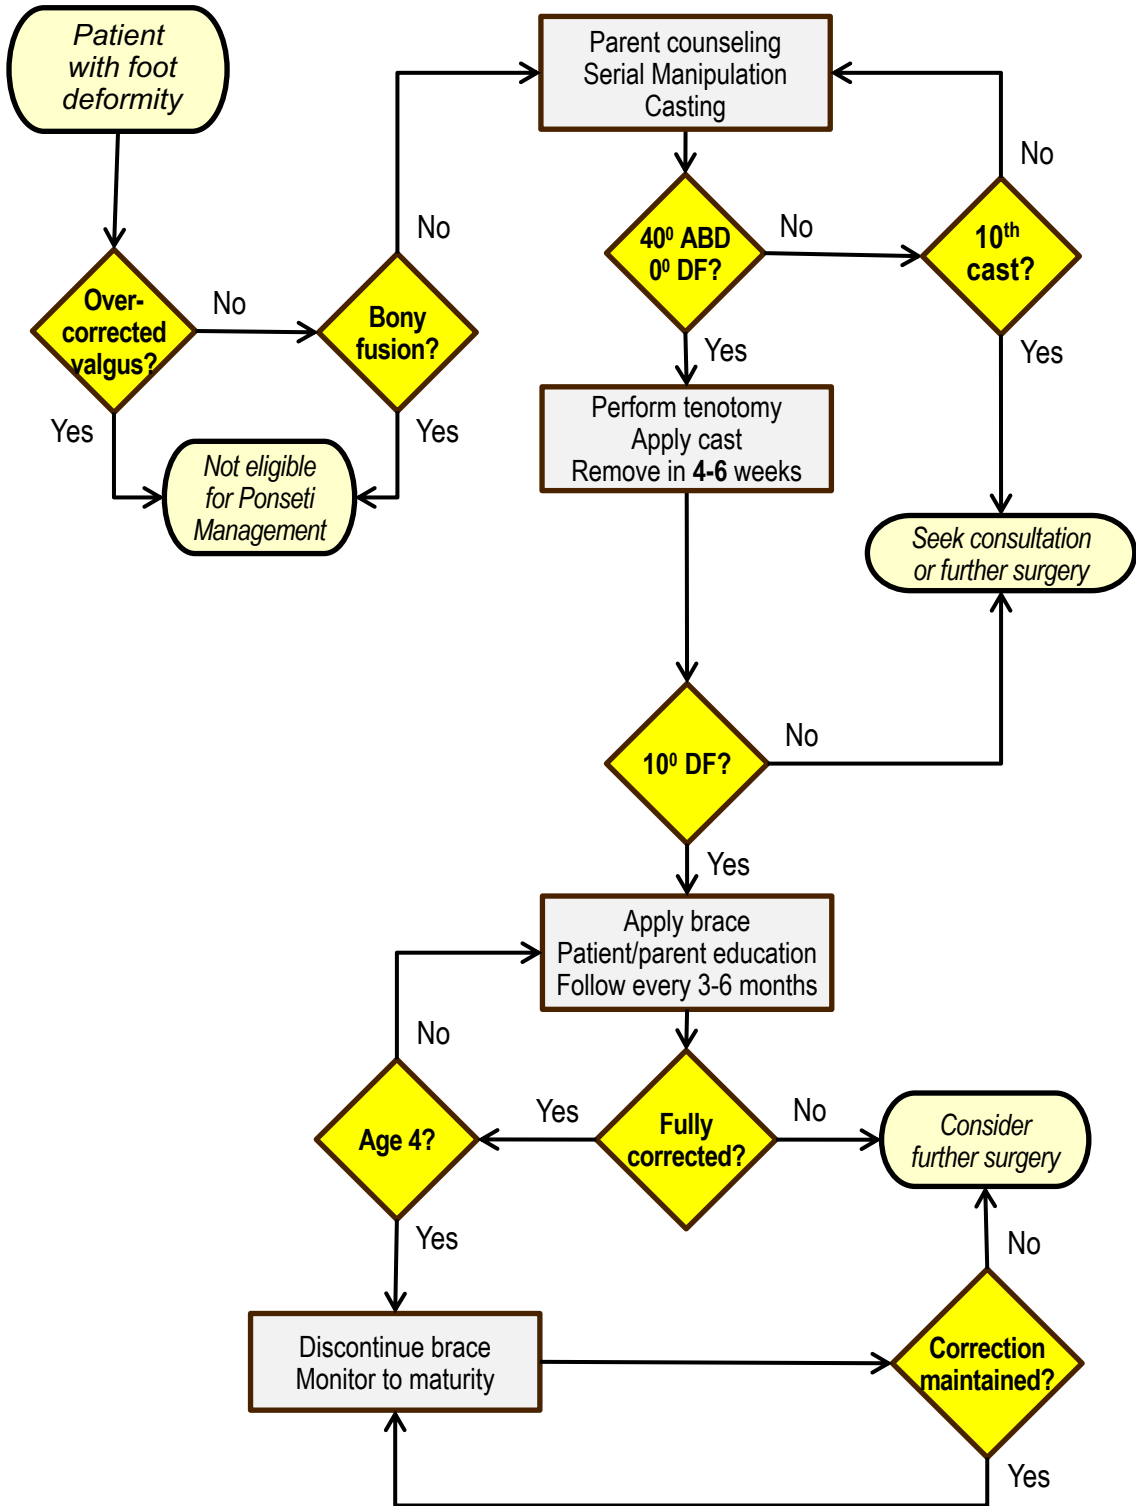 Patient
with foot
deformity
Parent counseling
Serial Manipulation
Casting
No
No
40⁰ ABD
0⁰ DF?
No
10ᵗʰ
cast?
Over-
corrected
valgus?
No
Bony
fusion?
Yes
Yes
Yes
Yes
Perform tenotomy
Apply cast
Remove in 4-6 weeks
Not eligible
for Ponseti
Management
Seek consultation
or further surgery
10⁰ DF?
No
Yes
Apply brace
Patient/parent education
Follow every 3-6 months
No
Age 4?
Yes
Fully
corrected?
No
Consider
further surgery
Yes
No
Discontinue brace
Monitor to maturity
Correction
maintained?
Yes